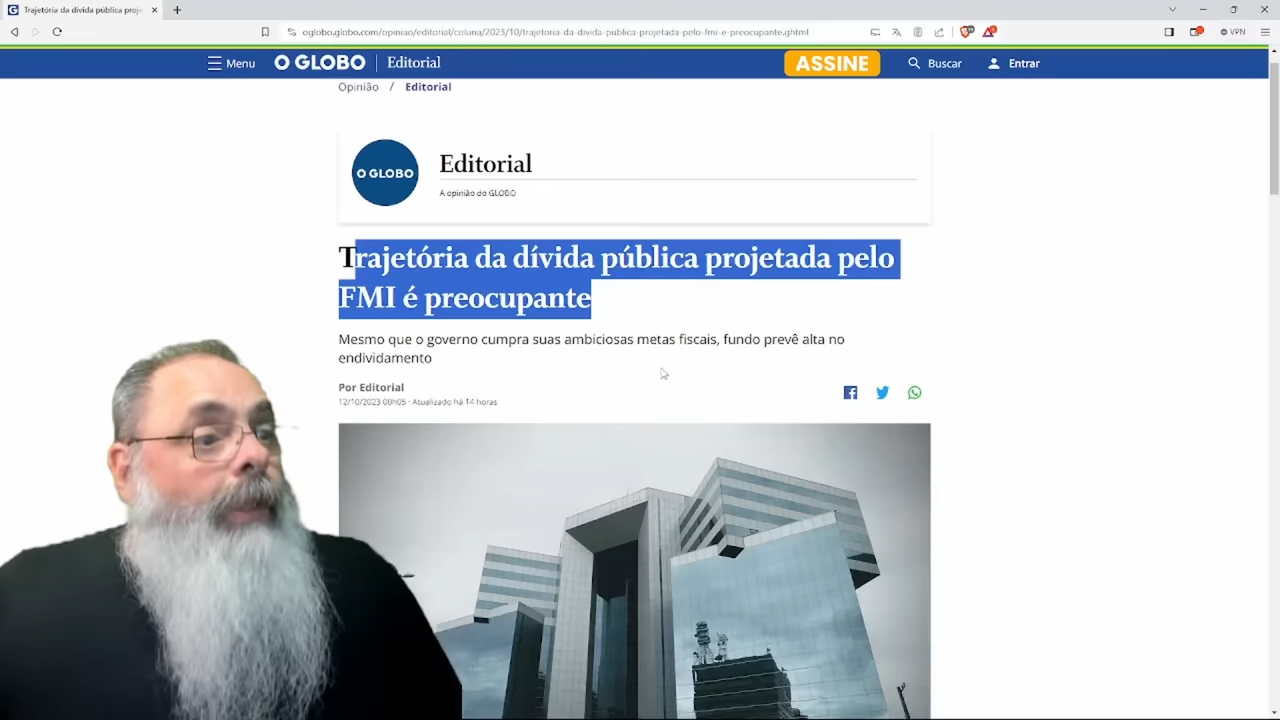 Trajetória da dívida pública proje
oglobo.globo.com/opiniao/editorial/coluna/2023/10/trajetoria-da-divida-publica-projetada-pelo-fmi-e-preocupante.ghtml
VPN
Menu
O GLOBO
Editorial
ASSINE
Buscar
Entrar
Opinião / Editorial
O GLOBO
Editorial
A opinião do GLOBO
Trajetória da dívida pública projetada pelo
FMI é preocupante
Mesmo que o governo cumpra suas ambiciosas metas fiscais, fundo prevê alta no
endividamento
Por Editorial
12/10/2023 00h05 · Atualizado há 14 horas